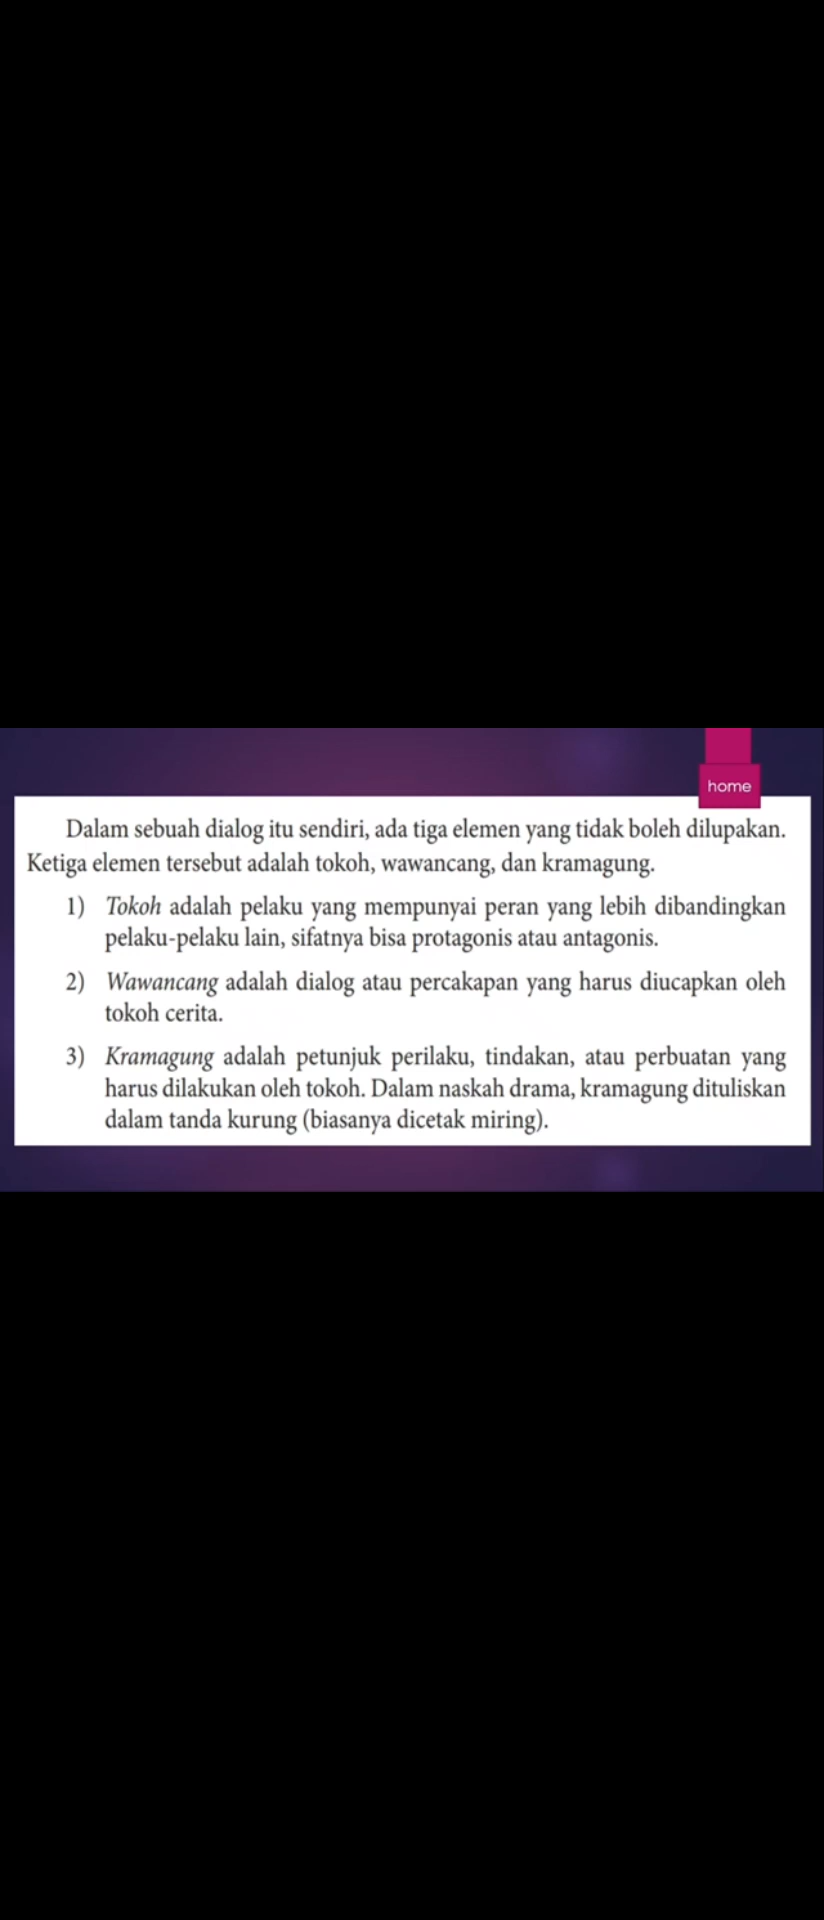 home
Dalam sebuah dialog itu sendiri, ada tiga elemen yang tidak boleh dilupakan.
Ketiga elemen tersebut adalah tokoh, wawancang, dan kramagung.
1) Tokoh adalah pelaku yang mempunyai peran yang lebih dibandingkan
pelaku-pelaku lain, sifatnya bisa protagonis atau antagonis.
2) Wawancang adalah dialog atau percakapan yang harus diucapkan oleh
tokoh cerita.
3) Kramagung adalah petunjuk perilaku, tindakan, atau perbuatan yang
harus dilakukan oleh tokoh. Dalam naskah drama, kramagung dituliskan
dalam tanda kurung (biasanya dicetak miring).